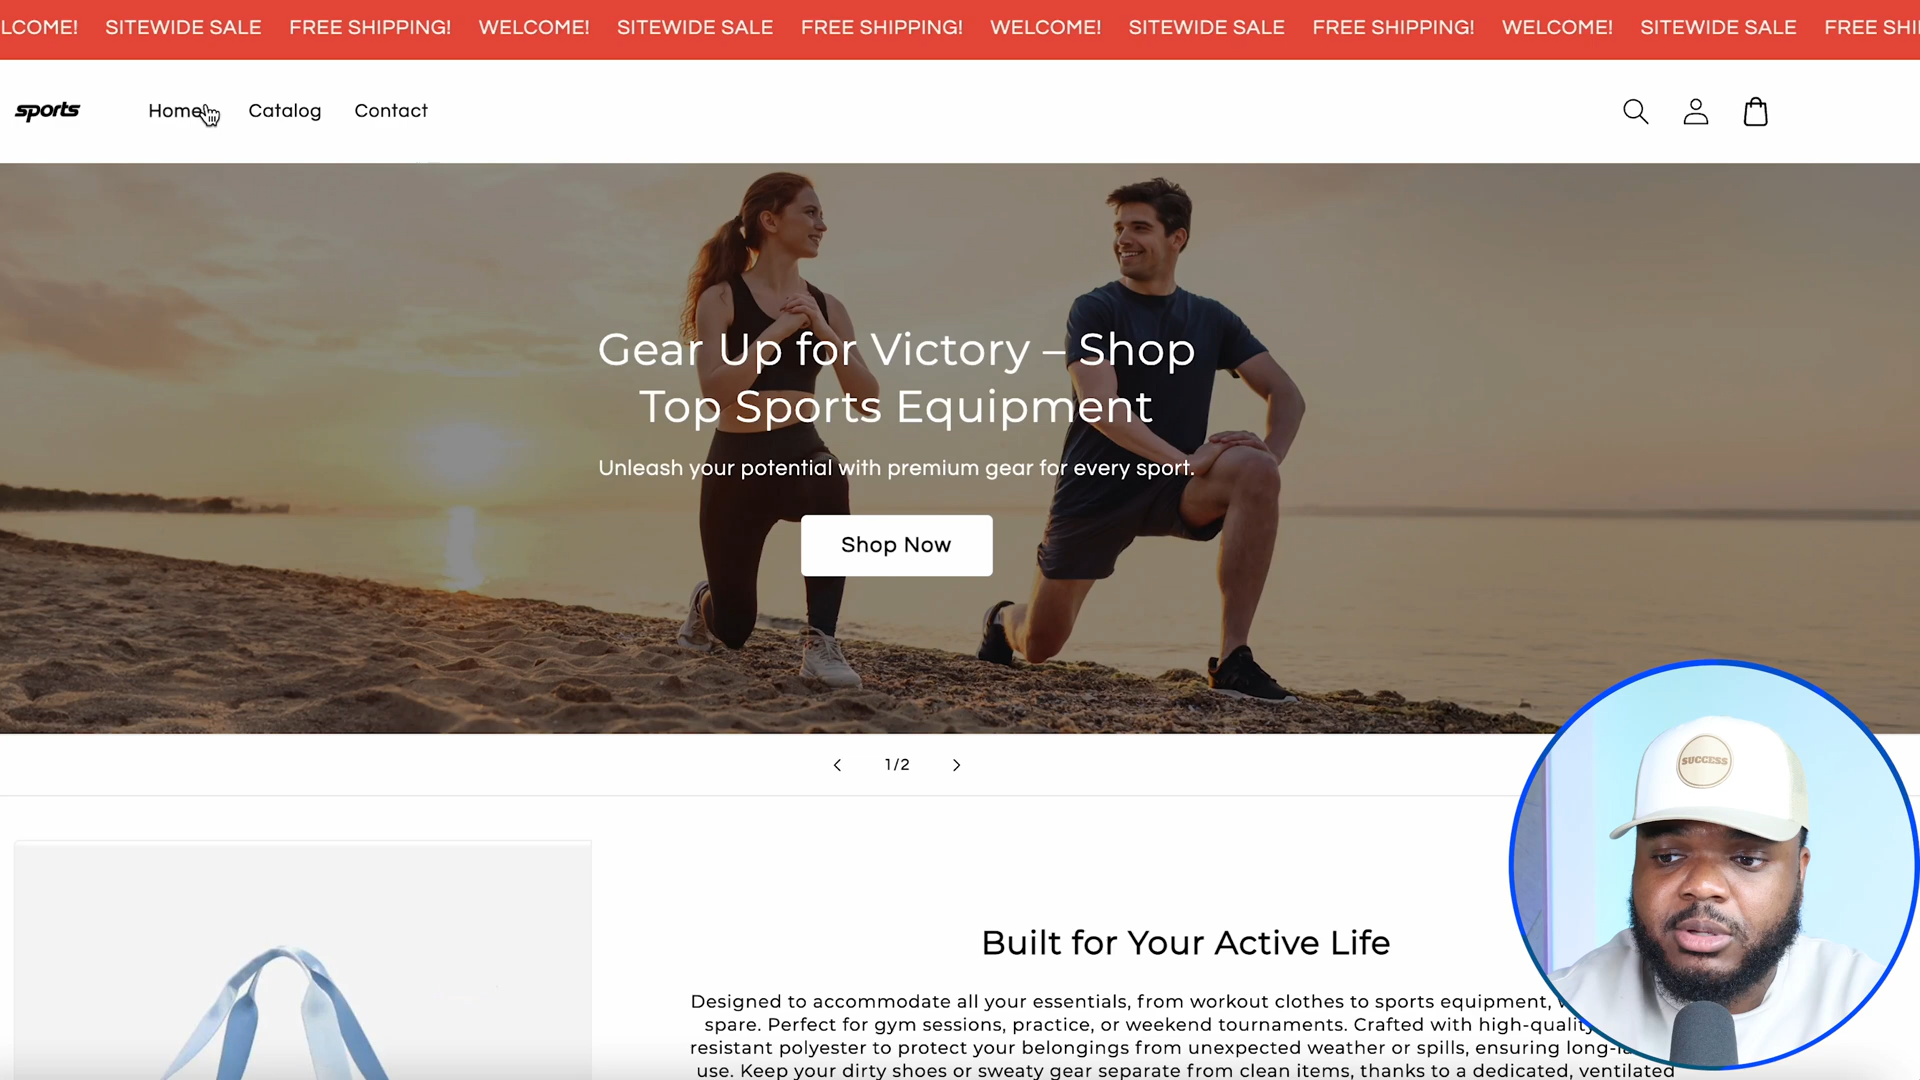 LCOME! SITEWIDE SALE FREE SHIPPING! WELCOME! SITEWIDE SALE FREE SHIPPING! WELCOME! SITEWIDE SALE FREE SHIPPING! WELCOME! SITEWIDE SALE FREE SHI
sports Home Catalog Contact
Gear Up for Victory – Shop
Top Sports Equipment
Unleash your potential with premium gear for every sport.
Shop Now
1/2
SUCCESS
Built for Your Active Life
Designed to accommodate all your essentials, from workout clothes to sports equipment,
spare. Perfect for gym sessions, practice, or weekend tournaments. Crafted with high-quality
resistant polyester to protect your belongings from unexpected weather or spills, ensuring long-
use. Keep your dirty shoes or sweaty gear separate from clean items, thanks to a dedicated, ventilated